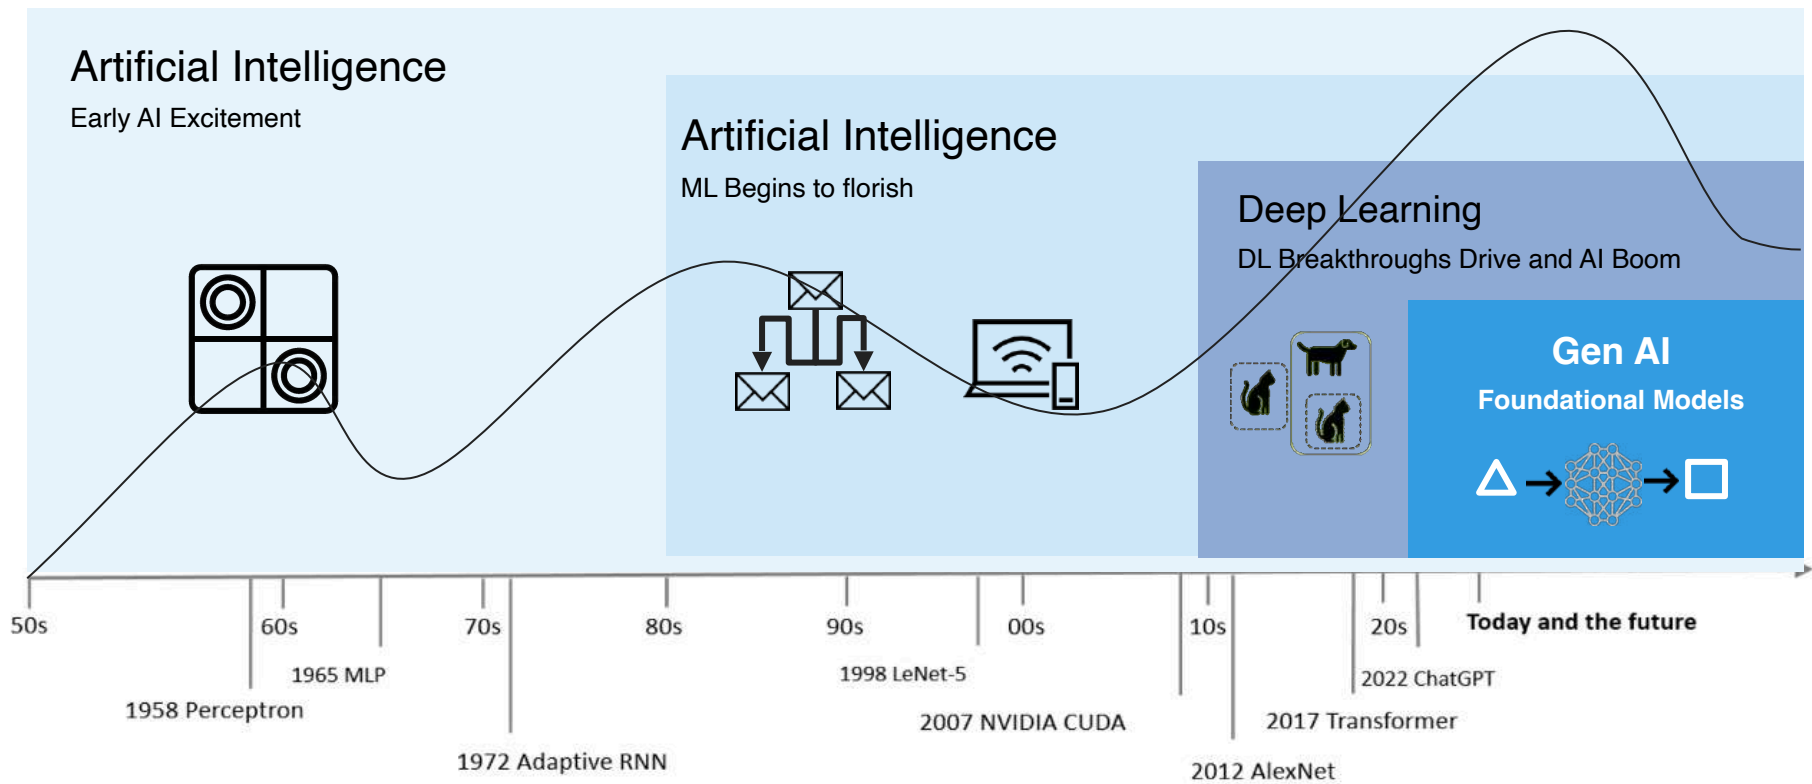 Artificial Intelligence
Early AI Excitement
Artificial Intelligence
ML Begins to florish
Deep Learning
DL Breakthroughs Drive and AI Boom
Gen AI
Foundational Models
50s
60s
70s
80s
90s
00s
10s
20s
Today and the future
1965 MLP
1998 LeNet-5
2022 ChatGPT
1958 Perceptron
2007 NVIDIA CUDA
2017 Transformer
1972 Adaptive RNN
2012 AlexNet